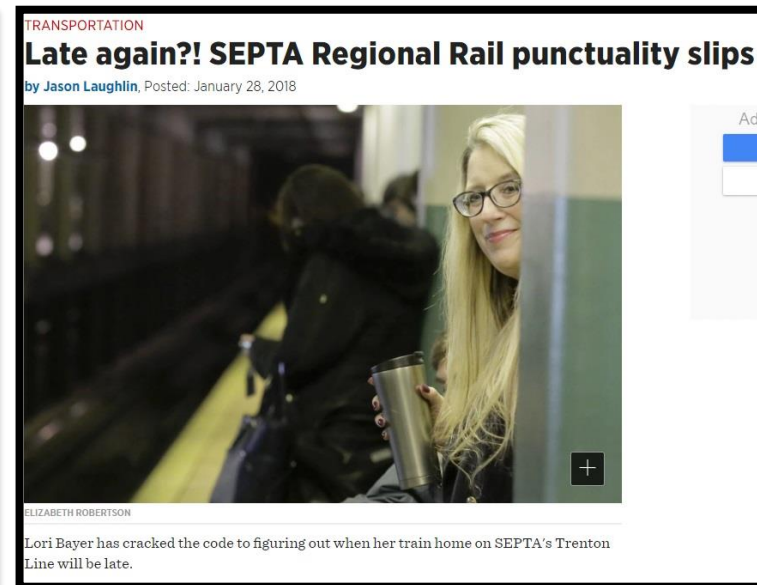 TRANSPORTATION
Late again?! SEPTA Regional Rail punctuality slips
by Jason Laughlin, Posted: January 28, 2018
Ad
ELIZABETH ROBERTSON
Lori Bayer has cracked the code to figuring out when her train home on SEPTA's Trenton
Line will be late.